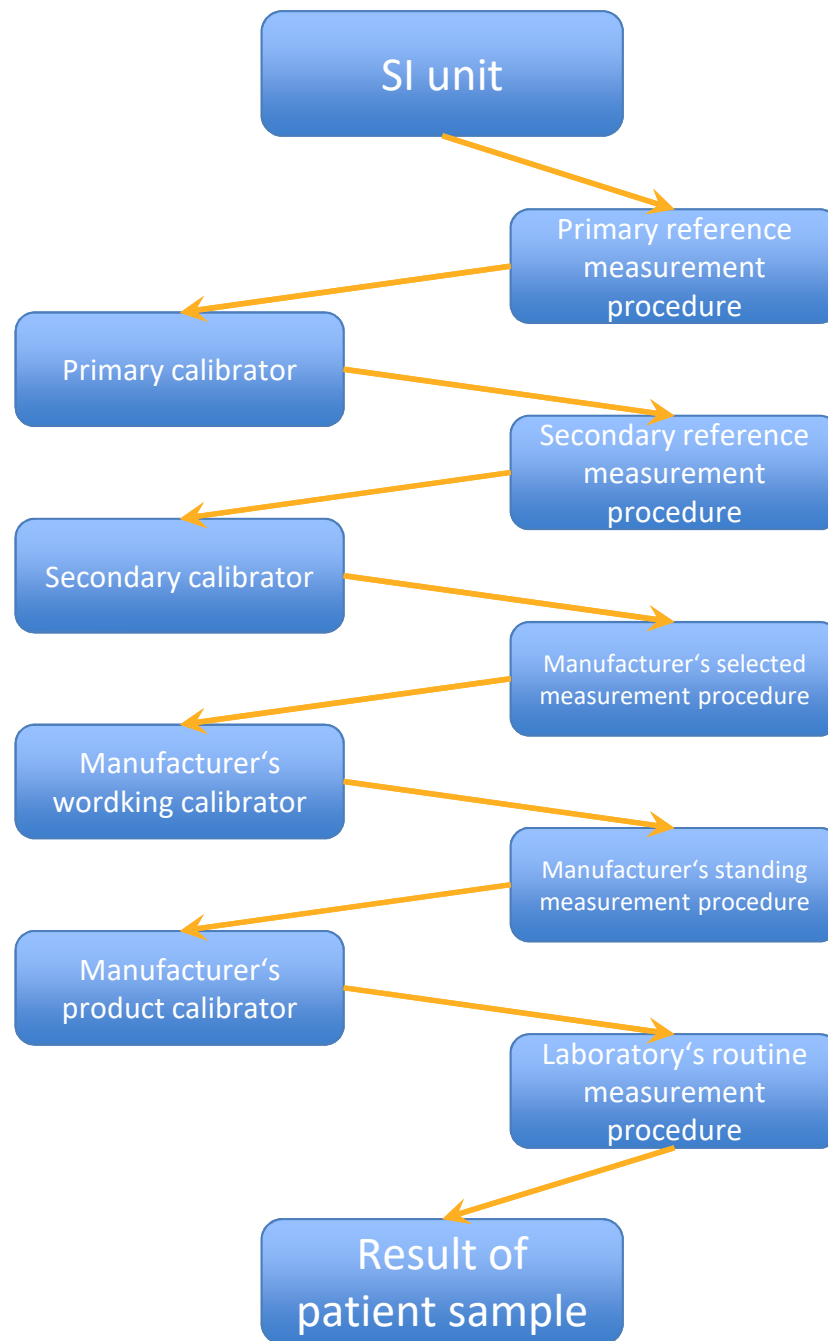 SI unit
Primary reference
measurement
procedure
Primary calibrator
Secondary reference
measurement
procedure
Secondary calibrator
Manufacturer‘s selected
measurement procedure
Manufacturer‘s
wordking calibrator
Manufacturer‘s standing
measurement procedure
Manufacturer‘s
product calibrator
Laboratory‘s routine
measurement
procedure
Result of
patient sample